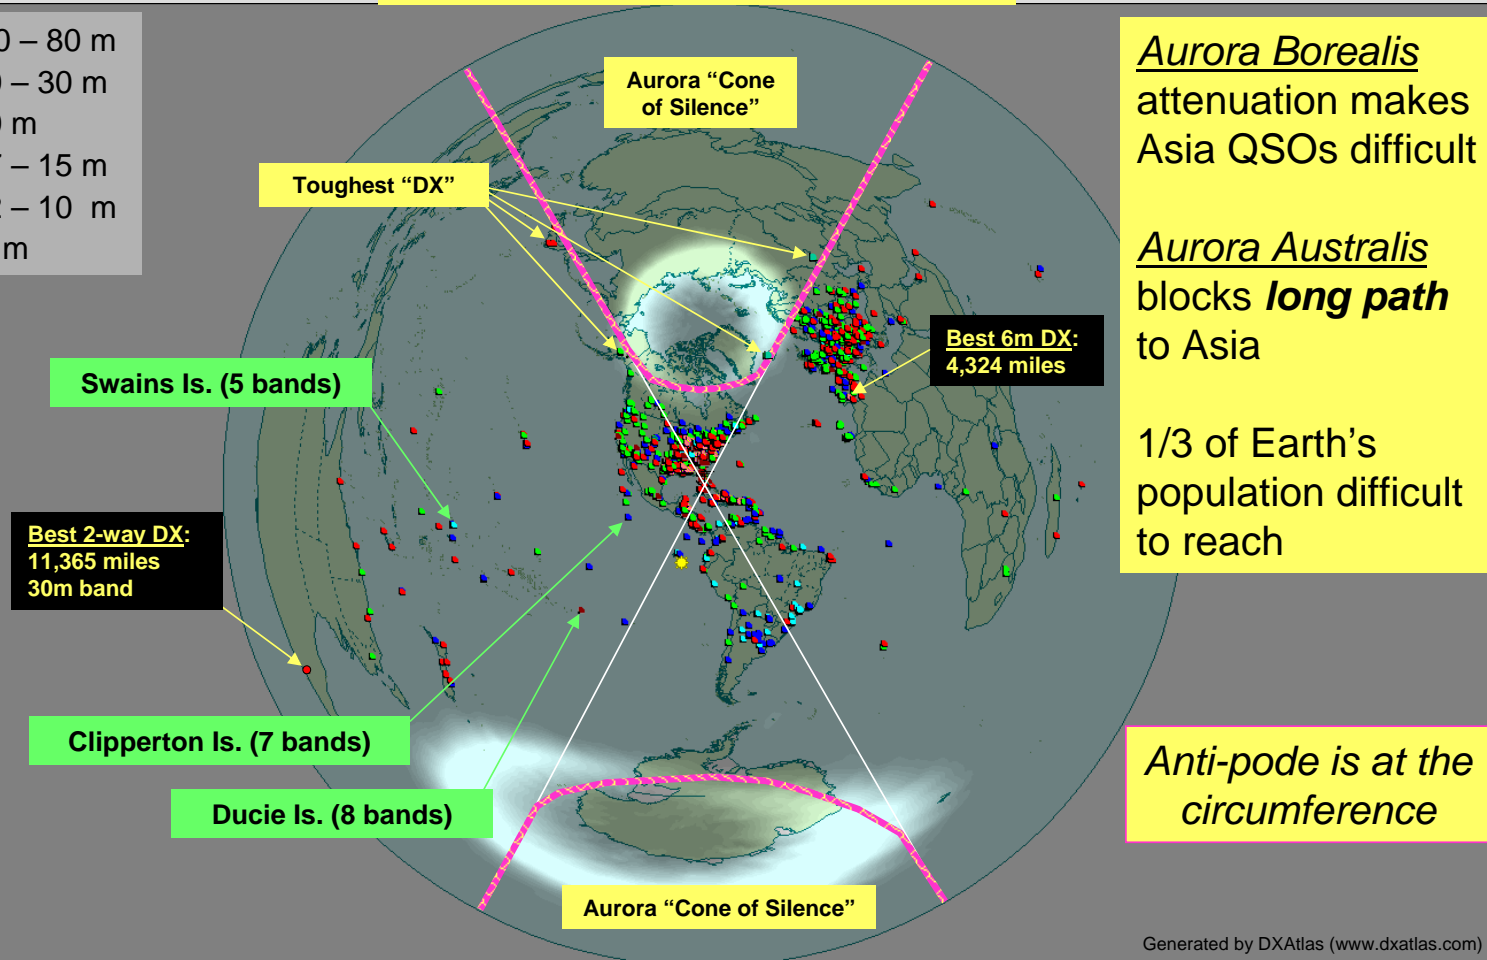 0 – 80 m
– 30 m
m
– 15 m
– 10 m
m
Aurora “Cone
of Silence”
Toughest “DX”
Aurora Borealis
attenuation makes
Asia QSOs difficult
Aurora Australis
blocks long path
to Asia
1/3 of Earth’s
population difficult
to reach
Best 6m DX:
4,324 miles
Swains Is. (5 bands)
Best 2-way DX:
11,365 miles
30m band
Clipperton Is. (7 bands)
Ducie Is. (8 bands)
Anti-pode is at the
circumference
Aurora “Cone of Silence”
Generated by DXAtlas (www.dxatlas.com)